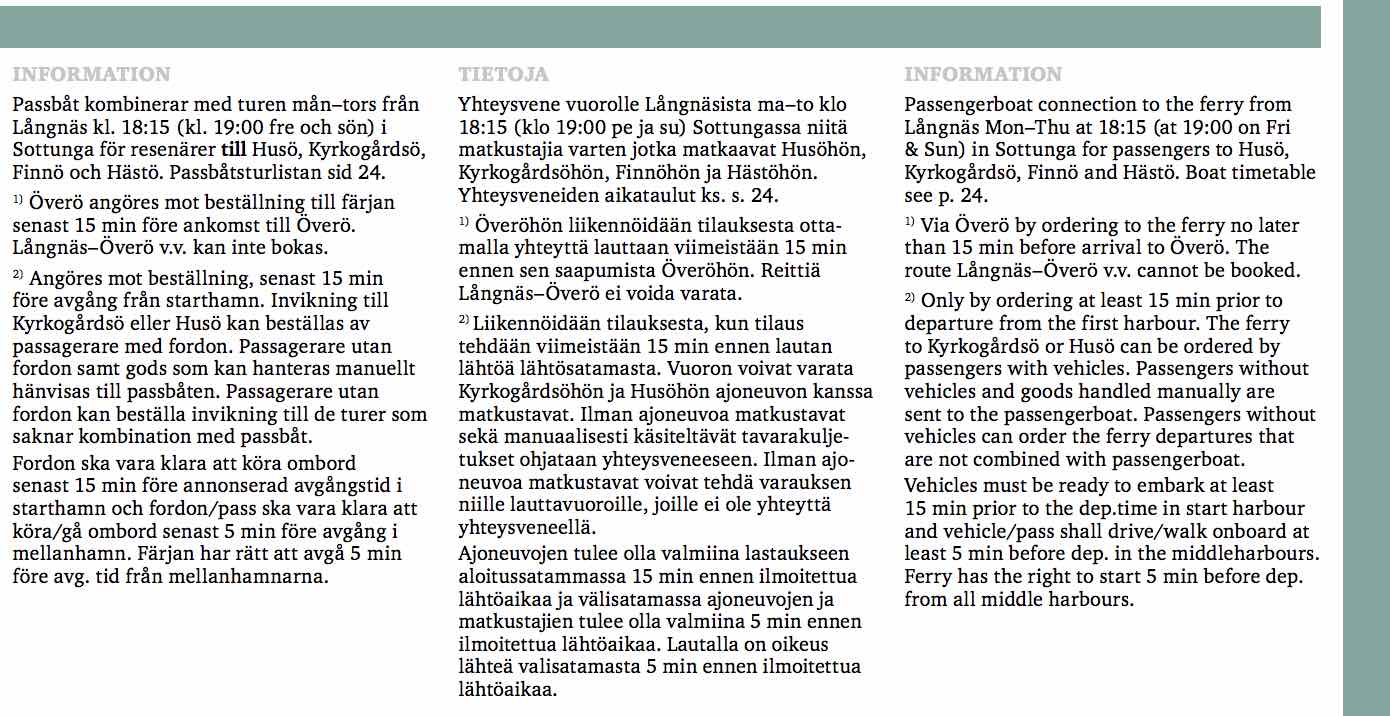 INFORMATION
Passbåt kombinerar med turen mån–tors från
Långnäs kl. 18:15 (kl. 19:00 fre och sön) i
Sottunga för resenärer till Husö, Kyrkogårdsö,
Finnö och Hästö. Passbåtsturlistan sid 24.
1) Överö angöres mot beställning till färjan
senast 15 min före ankomst till Överö.
Långnäs–Överö v.v. kan inte bokas.
2) Angöres mot beställning, senast 15 min
före avgång från starthamn. Invikning till
Kyrkogårdsö eller Husö kan beställas av
passagerare med fordon. Passagerare utan
fordon samt gods som kan hanteras manuellt
hänvisas till passbåten. Passagerare utan
fordon kan beställa invikning till de turer som
saknar kombination med passbåt.
Fordon ska vara klara att köra ombord
senast 15 min före annonserad avgångstid i
starthamn och fordon/pass ska vara klara att
köra/gå ombord senast 5 min före avgång i
mellanhamn. Färjan har rätt att avgå 5 min
före avg. tid från mellanhamnarna.
TIETOJA
Yhteysvene vuorolle Långnäsista ma–to klo
18:15 (klo 19:00 pe ja su) Sottungassa niitä
matkustajia varten jotka matkaavat Husöhön,
Kyrkogårdsöhön, Finnöhön ja Hästöhön.
Yhteysveneiden aikataulut ks. s. 24.
1) Överöhön liikennöidään tilauksesta otta-
malla yhteyttä lauttaan viimeistään 15 min
ennen sen saapumista Överöhön. Reittiä
Långnäs–Överö ei voida varata.
2) Liikennöidään tilauksesta, kun tilaus
tehdään viimeistään 15 min ennen lautan
lähtöä lähtösatamasta. Vuoron voivat varata
Kyrkogårdsöhön ja Husöhön ajoneuvon kanssa
matkustavat. Ilman ajoneuvoa matkustavat
sekä manuaalisesti käsiteltävät tavarakulje-
tukset ohjataan yhteysveneeseen. Ilman ajo-
neuvoa matkustavat voivat tehdä varauksen
niille lauttavuoroille, joille ei ole yhteyttä
yhteysveneellä.
Ajoneuvojen tulee olla valmiina lastaukseen
aloitussatammassa 15 min ennen ilmoitettua
lähtöaikaa ja välisatamassa ajoneuvojen ja
matkustajien tulee olla valmiina 5 min ennen
ilmoitettua lähtöaikaa. Lautalla on oikeus
lähteä valisatamasta 5 min ennen ilmoitettua
lähtöaikaa.
INFORMATION
Passengerboat connection to the ferry from
Långnäs Mon–Thu at 18:15 (at 19:00 on Fri
& Sun) in Sottunga for passengers to Husö,
Kyrkogårdsö, Finnö and Hästö. Boat timetable
see p. 24.
1) Via Överö by ordering to the ferry no later
than 15 min before arrival to Överö. The
route Långnäs–Överö v.v. cannot be booked.
2) Only by ordering at least 15 min prior to
departure from the first harbour. The ferry
to Kyrkogårdsö or Husö can be ordered by
passengers with vehicles. Passengers without
vehicles and goods handled manually are
sent to the passengerboat. Passengers without
vehicles can order the ferry departures that
are not combined with passengerboat.
Vehicles must be ready to embark at least
15 min prior to the dep.time in start harbour
and vehicle/pass shall drive/walk onboard at
least 5 min before dep. in the middleharbours.
Ferry has the right to start 5 min before dep.
from all middle harbours.